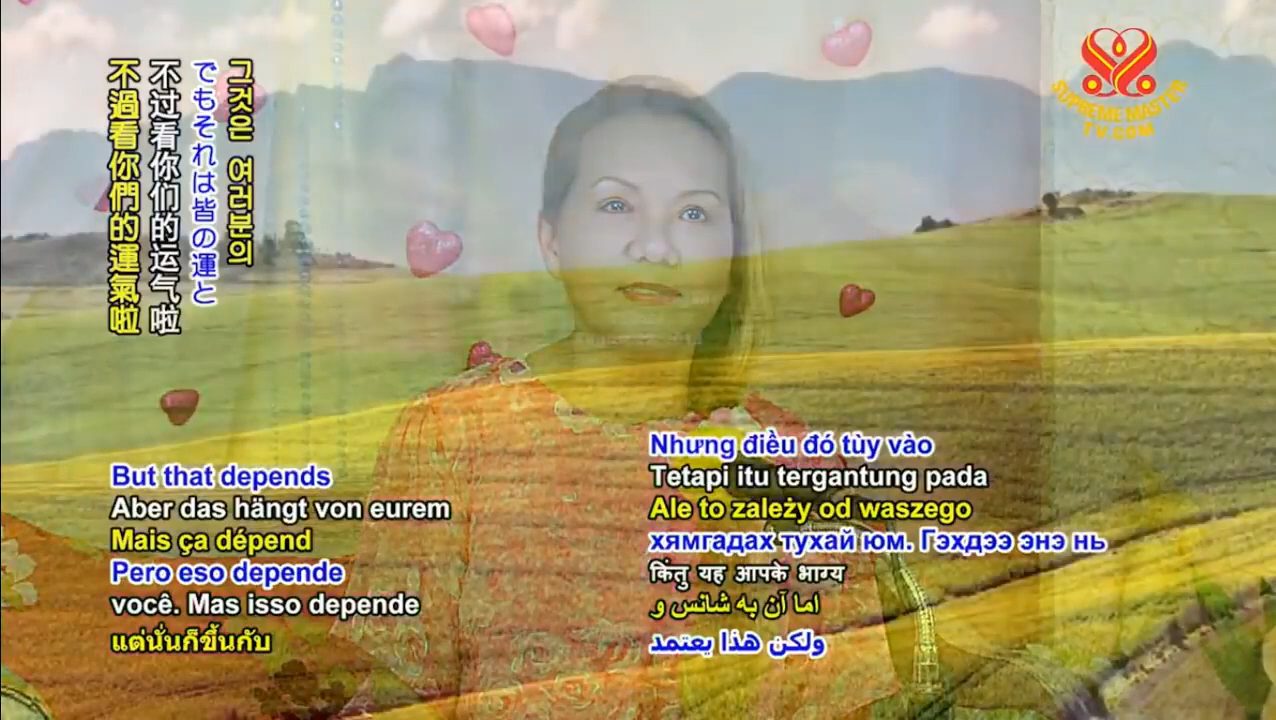 그것은 여러분의
でもそれは皆の運と
不过看你们的运气啦
不過看你們的運氣啦
SUPREME MASTER
TV.COM
But that depends
Aber das hängt von eurem
Mais ça dépend
Pero eso depende
você. Mas isso depende
แต่นั่นก็ขึ้นกับ
Nhưng điều đó tùy vào
Tetapi itu tergantung pada
Ale to zależy od waszego
хямгадах тухай юм. Гэхдээ энэ нь
किंतु यह आपके भाग्य
اما آن به شانس و
ولكن هذا يعتمد